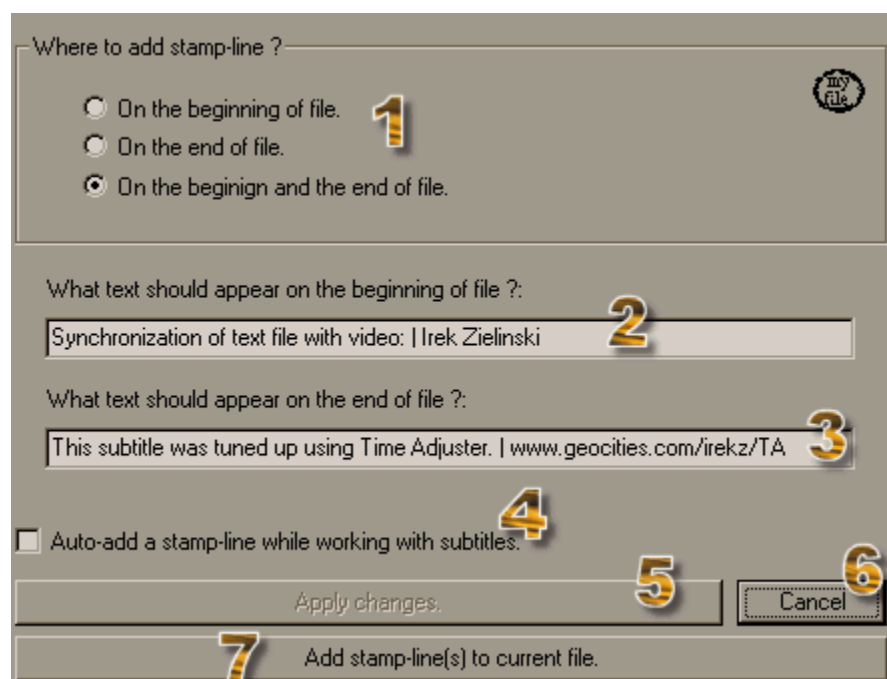 Where to add stamp-line ?
my
file
On the beginning of file.
1
On the end of file.
On the beginign and the end of file.
What text should appear on the beginning of file ?:
2
Synchronization of text file with video: | Irek Zielinski
What text should appear on the end of file ?:
3
This subtitle was tuned up using Time Adjuster. | www.geocities.com/irekz/TA
4
Auto-add a stamp-line while working with subtitles.
5
6
Apply changes.
Cancel
7
Add stamp-line(s) to current file.